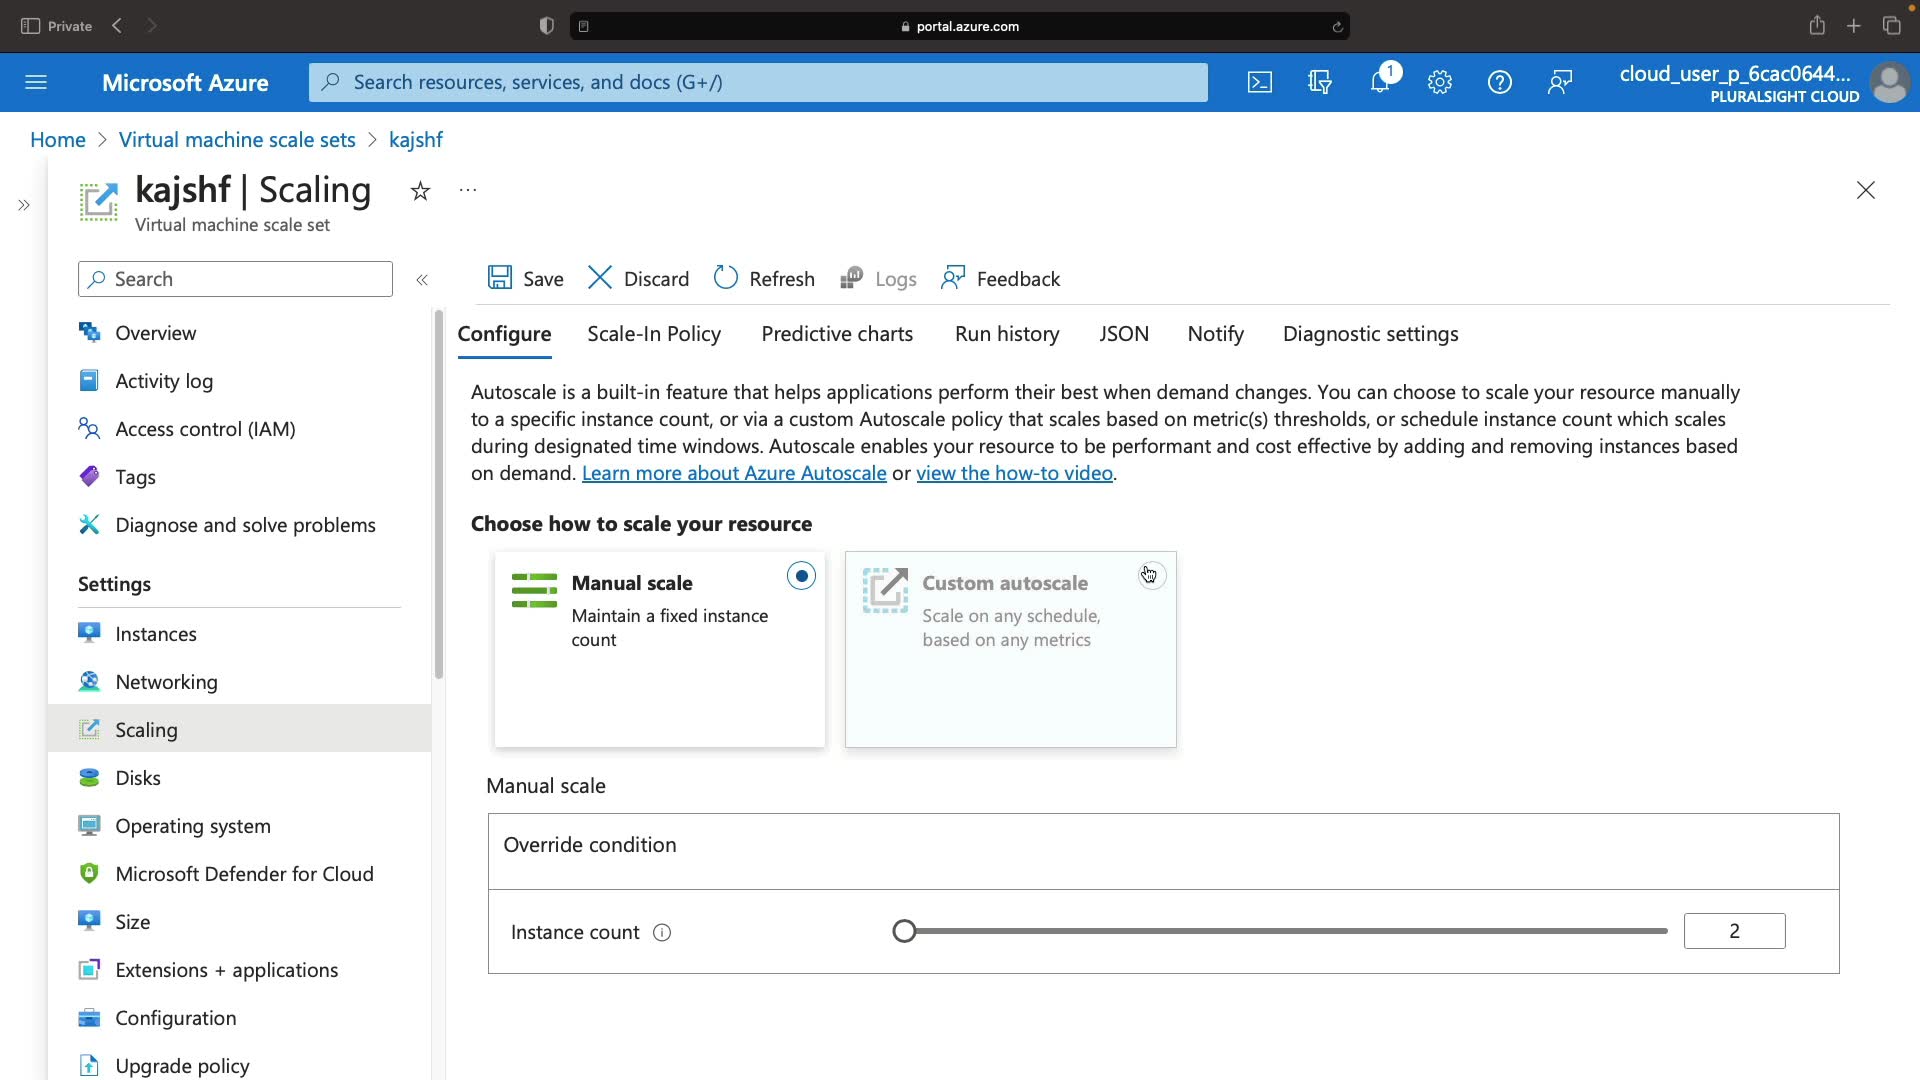 Private
portal.azure.com
Microsoft Azure
Search resources, services, and docs (G+/)
1
cloud_user_p_6cac0644...
PLURALSIGHT CLOUD
Home > Virtual machine scale sets > kajshf
kajshf | Scaling
Virtual machine scale set
Search
Save
Discard
Refresh
Logs
Feedback
Overview
Activity log
Access control (IAM)
Tags
Diagnose and solve problems
Settings
Instances
Networking
Scaling
Disks
Operating system
Microsoft Defender for Cloud
Size
Extensions + applications
Configuration
Upgrade policy
Configure
Scale-In Policy
Predictive charts
Run history
JSON
Notify
Diagnostic settings
Autoscale is a built-in feature that helps applications perform their best when demand changes. You can choose to scale your resource manually
to a specific instance count, or via a custom Autoscale policy that scales based on metric(s) thresholds, or schedule instance count which scales
during designated time windows. Autoscale enables your resource to be performant and cost effective by adding and removing instances based
on demand. Learn more about Azure Autoscale or view the how-to video.
Choose how to scale your resource
Manual scale
Maintain a fixed instance
count
Custom autoscale
Scale on any schedule,
based on any metrics
Manual scale
Override condition
Instance count
2